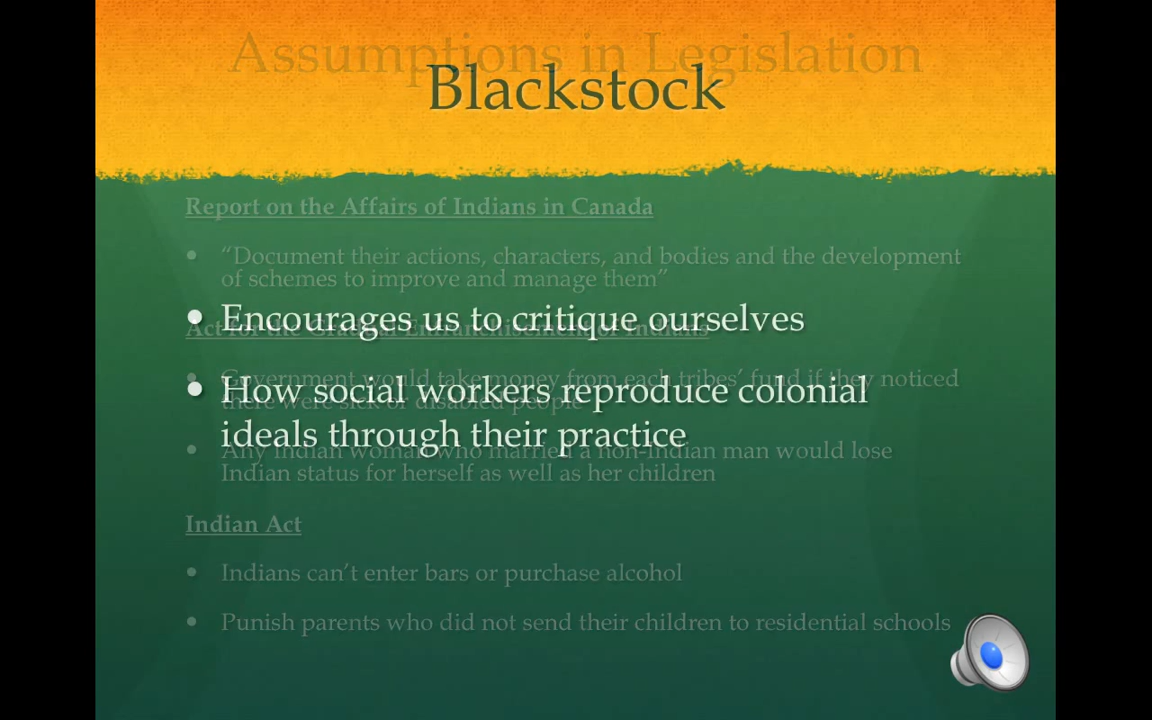 Assumptions in Legislation
Blackstock
Report on the Affairs of Indians in Canada
• “Document their actions, characters, and bodies and the development
of schemes to improve and manage them”
• Encourages us to critique ourselves
Act for the Gradual Enfranchisement of Indians
• Government would take money from each tribes’ fund if they noticed
there were sick or disabled people
• How social workers reproduce colonial
ideals through their practice
• Any Indian woman who married a non-Indian man would lose
Indian status for herself as well as her children
Indian Act
• Indians can’t enter bars or purchase alcohol
• Punish parents who did not send their children to residential schools